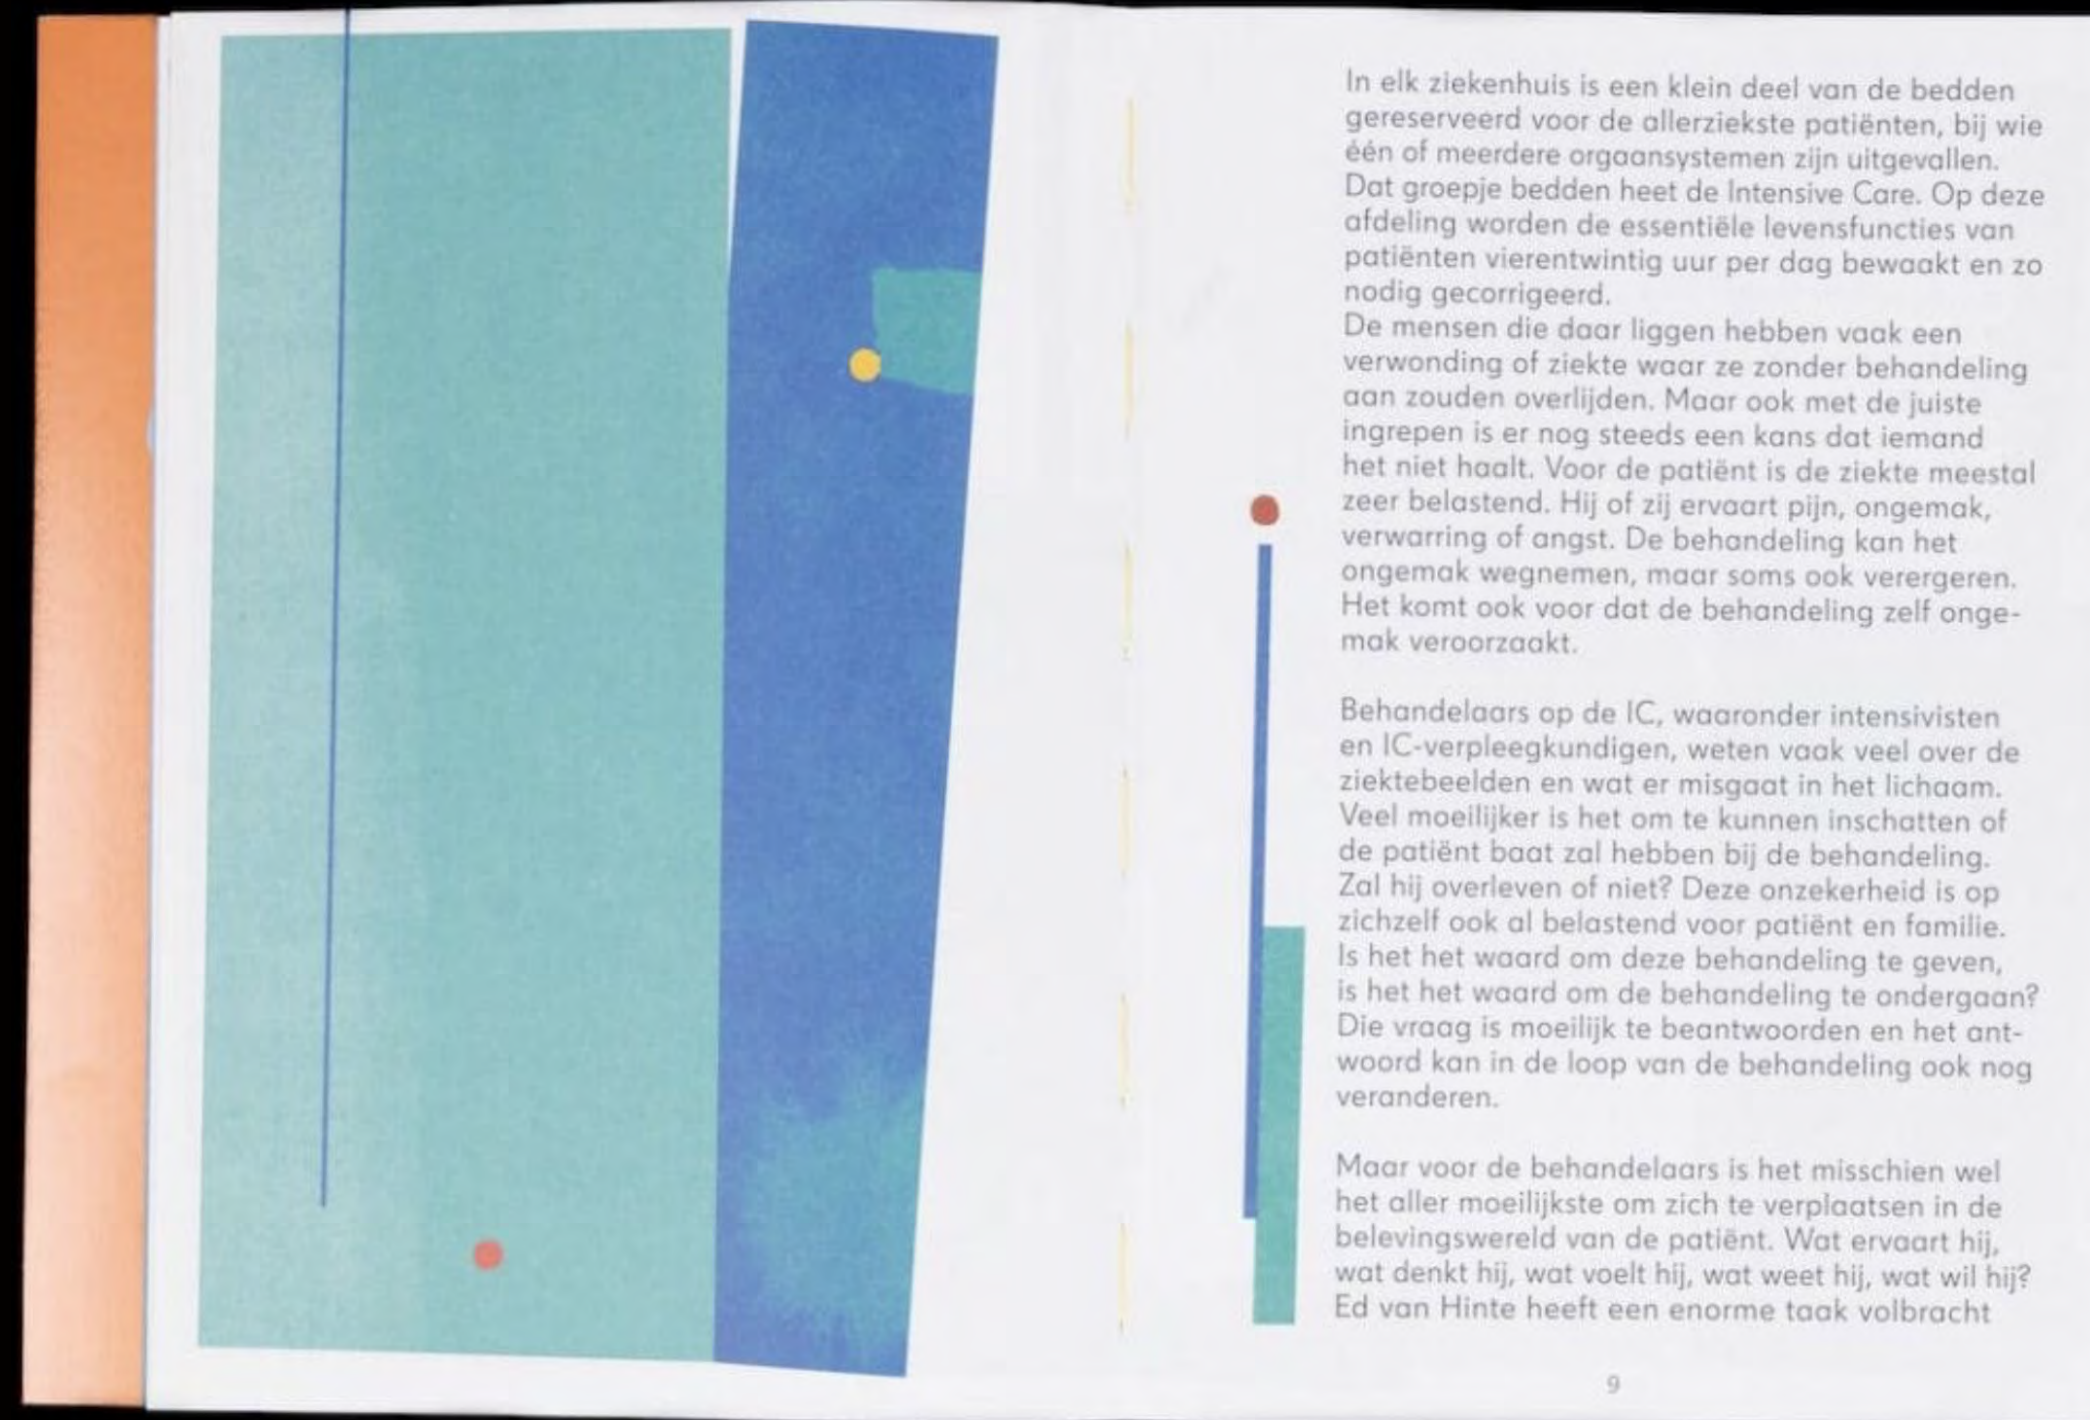 In elk ziekenhuis is een klein deel van de bedden
gereserveerd voor de allerziekste patiënten, bij wie
één of meerdere orgaansystemen zijn uitgevallen.
Dat groepje bedden heet de Intensive Care. Op deze
afdeling worden de essentiële levensfuncties van
patiënten vierentwintig uur per dag bewaakt en zo
nodig gecorrigeerd.
De mensen die daar liggen hebben vaak een
verwonding of ziekte waar ze zonder behandeling
aan zouden overlijden. Maar ook met de juiste
ingrepen is er nog steeds een kans dat iemand
het niet haalt. Voor de patiënt is de ziekte meestal
zeer belastend. Hij of zij ervaart pijn, ongemak,
verwarring of angst. De behandeling kan het
ongemak wegnemen, maar soms ook verergeren.
Het komt ook voor dat de behandeling zelf onge-
mak veroorzaakt.

Behandelaars op de IC, waaronder intensivisten
en IC-verpleegkundigen, weten vaak veel over de
ziektebeelden en wat er misgaat in het lichaam.
Veel moeilijker is het om te kunnen inschatten of
de patiënt baat zal hebben bij de behandeling.
Zal hij overleven of niet? Deze onzekerheid is op
zichzelf ook al belastend voor patiënt en familie.
Is het het waard om deze behandeling te geven,
is het het waard om de behandeling te ondergaan?
Die vraag is moeilijk te beantwoorden en het ant-
woord kan in de loop van de behandeling ook nog
veranderen.

Maar voor de behandelaars is het misschien wel
het aller moeilijkste om zich te verplaatsen in de
belevingswereld van de patiënt. Wat ervaart hij,
wat denkt hij, wat voelt hij, wat weet hij, wat wil hij?
Ed van Hinte heeft een enorme taak volbracht
9